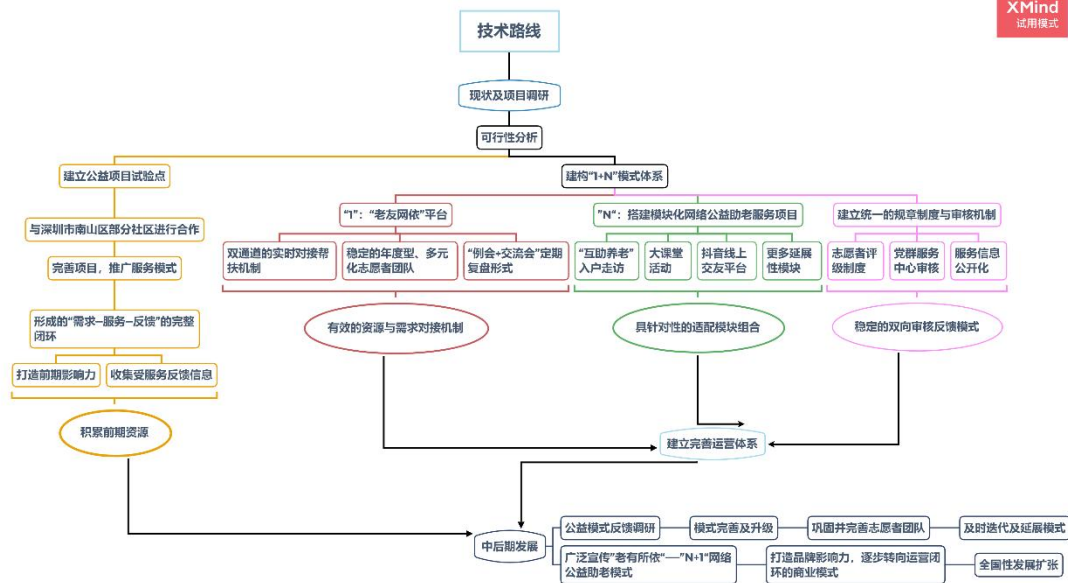 XMind
试用模式
技术路线
现状及项目调研
可行性分析
建立公益项目试验点
建构"1+N"模式体系
与深圳市南山区部分社区进行合作
完善项目，推广服务模式
形成的"需求—服务—反馈"的完整
闭环
打造前期影响力
收集受服务反馈信息
积累前期资源
"1"："老友网依"平台
双通道的实时对接帮
扶机制
稳定的年度型、多元
化志愿者团队
"例会+交流会"定期
复盘形式
有效的资源与需求对接机制
"N"：搭建模块化网络公益助老服务项目
"互助养老"
入户走访
大课堂
活动
抖音线上
交友平台
更多延展
性模块
具针对性的适配模块组合
建立统一的规章制度与审核机制
志愿者评
级制度
党群服务
中心审核
服务信息
公开化
稳定的双向审核反馈模式
建立完善运营体系
中后期发展
公益模式反馈调研
模式完善及升级
巩固并完善志愿者团队
及时迭代及延展模式
广泛宣传"老有所依"—"N+1"网络
公益助老模式
打造品牌影响力，逐步转向运营闭
环的商业模式
全国性发展扩张